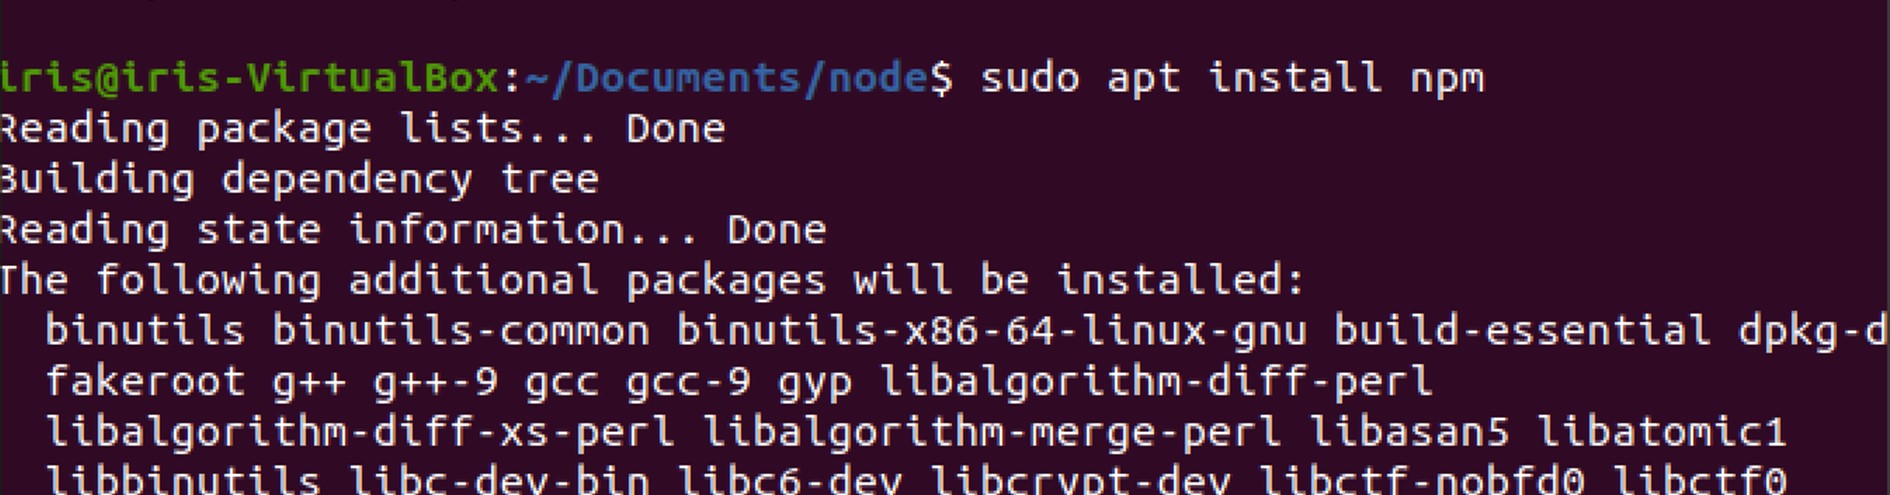 iris@iris-VirtualBox:~/Documents/node$ sudo apt install npm
Reading package lists... Done
Building dependency tree
Reading state information... Done
The following additional packages will be installed:
binutils binutils-common binutils-x86-64-linux-gnu build-essential dpkg-d
fakeroot g++ g++-9 gcc gcc-9 gyp libalgorithm-diff-perl
libalgorithm-diff-xs-perl libalgorithm-merge-perl libasan5 libatomic1
libbinutils libc-dev-bin libc6-dev libcrypt-dev libctf-nobfd0 libctf0